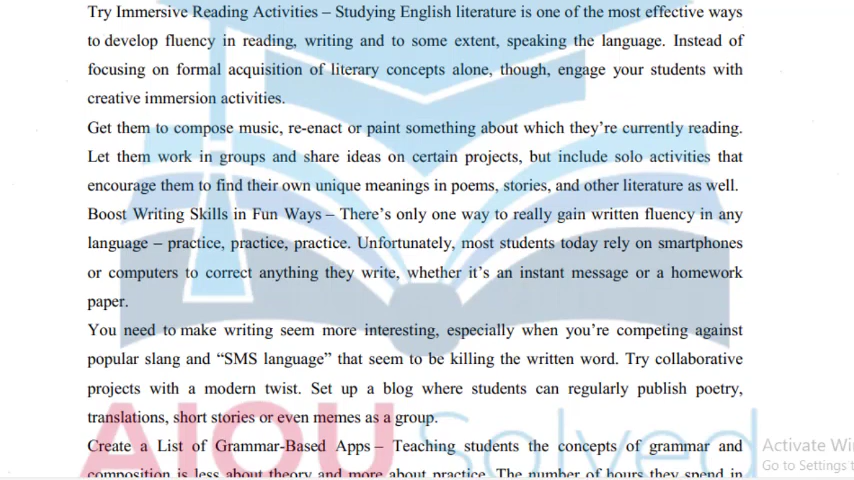 Try Immersive Reading Activities – Studying English literature is one of the most effective ways
to develop fluency in reading, writing and to some extent, speaking the language. Instead of
focusing on formal acquisition of literary concepts alone, though, engage your students with
creative immersion activities.
Get them to compose music, re-enact or paint something about which they’re currently reading.
Let them work in groups and share ideas on certain projects, but include solo activities that
encourage them to find their own unique meanings in poems, stories, and other literature as well.
Boost Writing Skills in Fun Ways – There’s only one way to really gain written fluency in any
language – practice, practice, practice. Unfortunately, most students today rely on smartphones
or computers to correct anything they write, whether it’s an instant message or a homework
paper.
You need to make writing seem more interesting, especially when you’re competing against
popular slang and “SMS language” that seem to be killing the written word. Try collaborative
projects with a modern twist. Set up a blog where students can regularly publish poetry,
translations, short stories or even memes as a group.
AIOU Solved
Create a List of Grammar-Based Apps – Teaching students the concepts of grammar and
Activate Win
Go to Settings t
composition is less about theory and more about practice. The number of hours they spend in